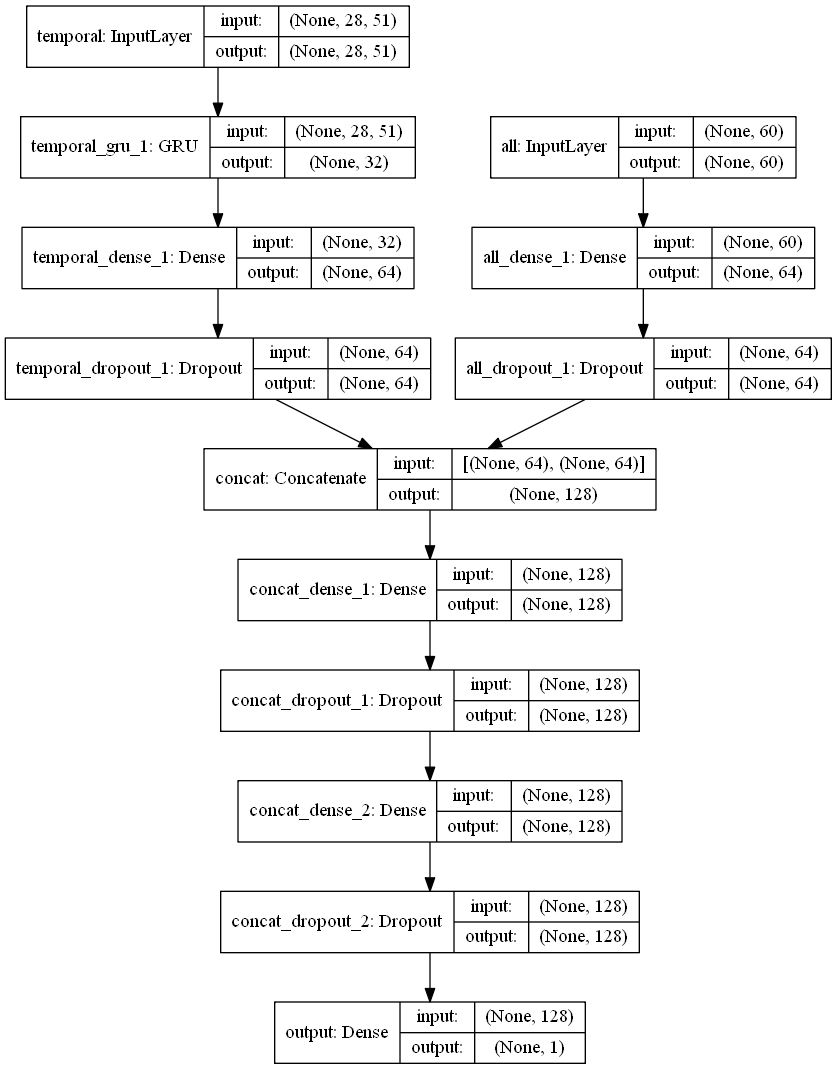 temporal: InputLayer
input: (None, 28, 51)
output: (None, 28, 51)
temporal_gru_1: GRU
input: (None, 28, 51)
output: (None, 32)
all: InputLayer
input: (None, 60)
output: (None, 60)
temporal_dense_1: Dense
input: (None, 32)
output: (None, 64)
all_dense_1: Dense
input: (None, 60)
output: (None, 64)
temporal_dropout_1: Dropout
input: (None, 64)
output: (None, 64)
all_dropout_1: Dropout
input: (None, 64)
output: (None, 64)
concat: Concatenate
input: [(None, 64), (None, 64)]
output: (None, 128)
concat_dense_1: Dense
input: (None, 128)
output: (None, 128)
concat_dropout_1: Dropout
input: (None, 128)
output: (None, 128)
concat_dense_2: Dense
input: (None, 128)
output: (None, 128)
concat_dropout_2: Dropout
input: (None, 128)
output: (None, 128)
output: Dense
input: (None, 128)
output: (None, 1)